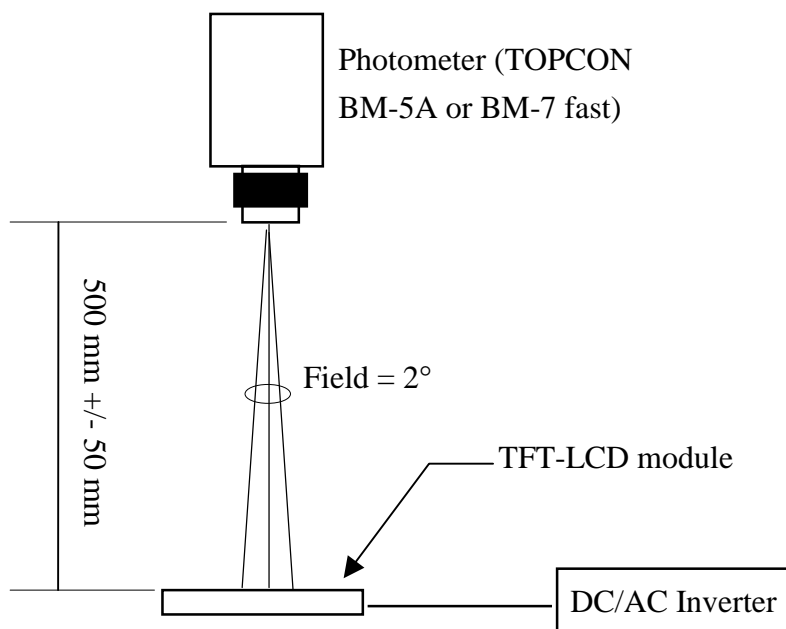 Photometer (TOPCON
BM-5A or BM-7 fast)
500 mm +/- 50 mm
Field = 2°
TFT-LCD module
DC/AC Inverter